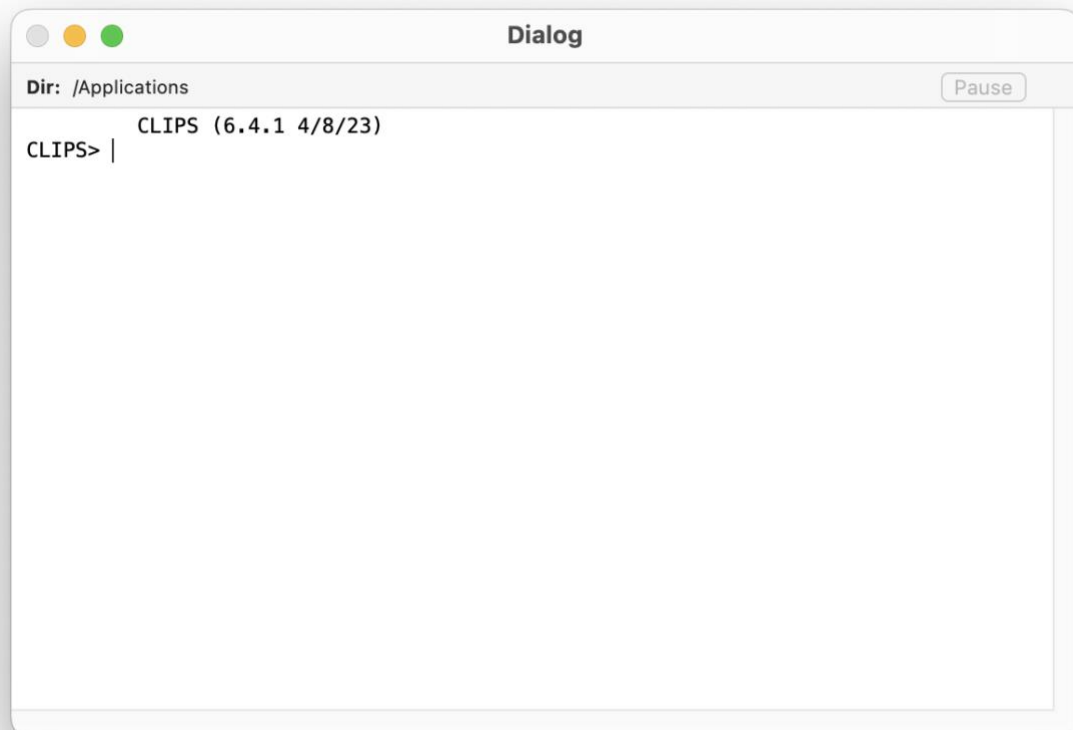 Dialog
Dir: /Applications
Pause
CLIPS (6.4.1 4/8/23)
CLIPS>